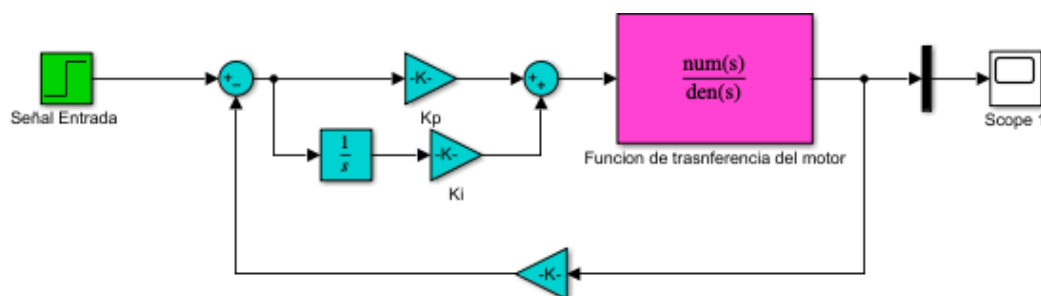 Señal Entrada
+
−
-K-
Kp
+
+
num(s)
den(s)
Funcion de trasnferencia del motor
Scope 1
1
s
-K-
Ki
-K-